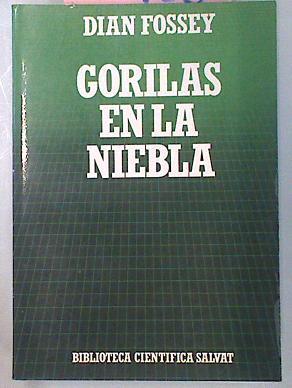 DIAN FOSSEY
GORILAS
EN LA
NIEBLA
BIBLIOTECA CIENTIFICA SALVAT